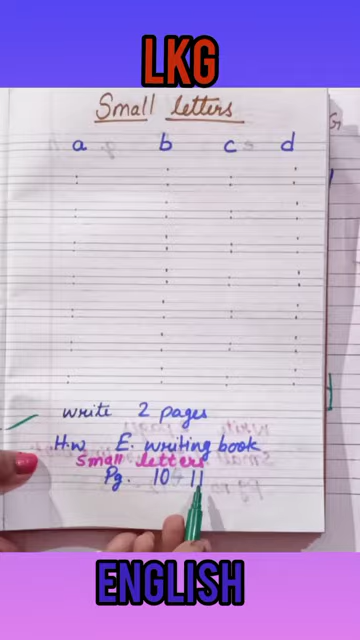 LKG
Small letters
a b c d
write 2 pages
H.w E. writing book
Small letters
Pg. 10 + 11
ENGLISH